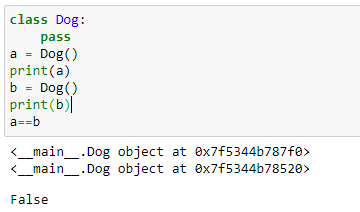 class Dog:
    pass
a = Dog()
print(a)
b = Dog()
print(b)
a==b
<__main__.Dog object at 0x7f5344b787f0>
<__main__.Dog object at 0x7f5344b78520>
False